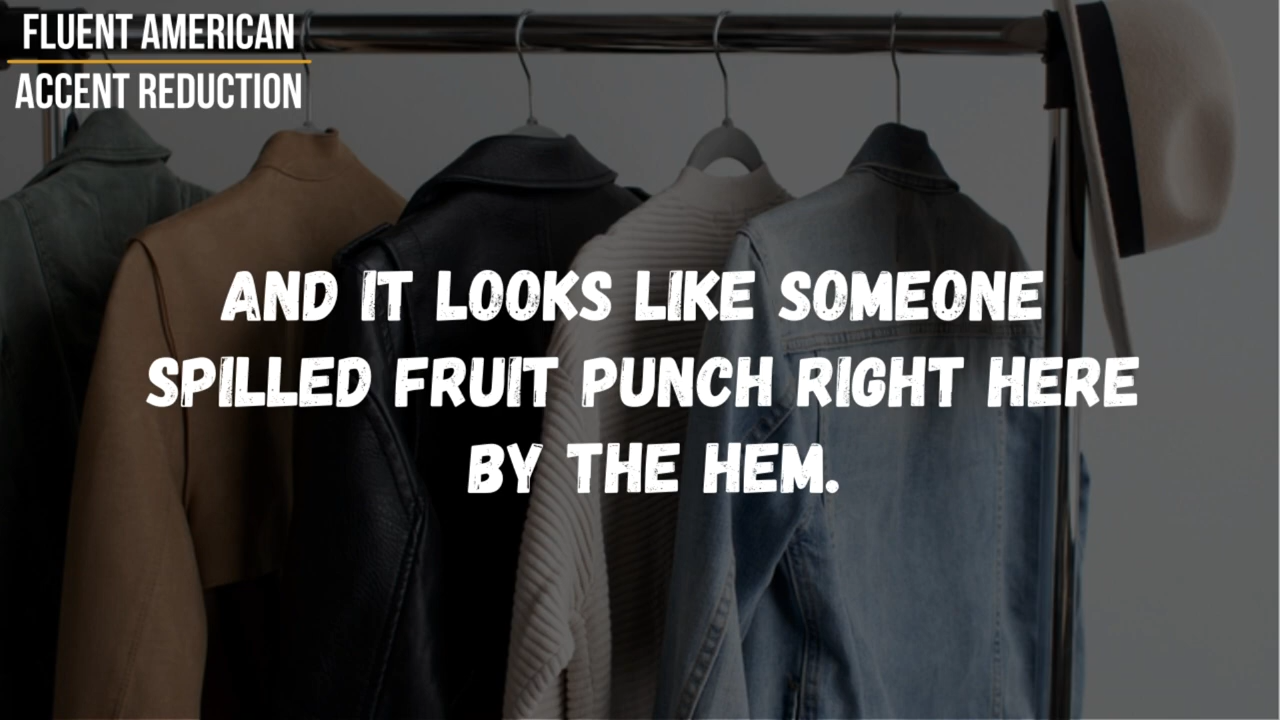 FLUENT AMERICAN
ACCENT REDUCTION
AND IT LOOKS LIKE SOMEONE
SPILLED FRUIT PUNCH RIGHT HERE
BY THE HEM.